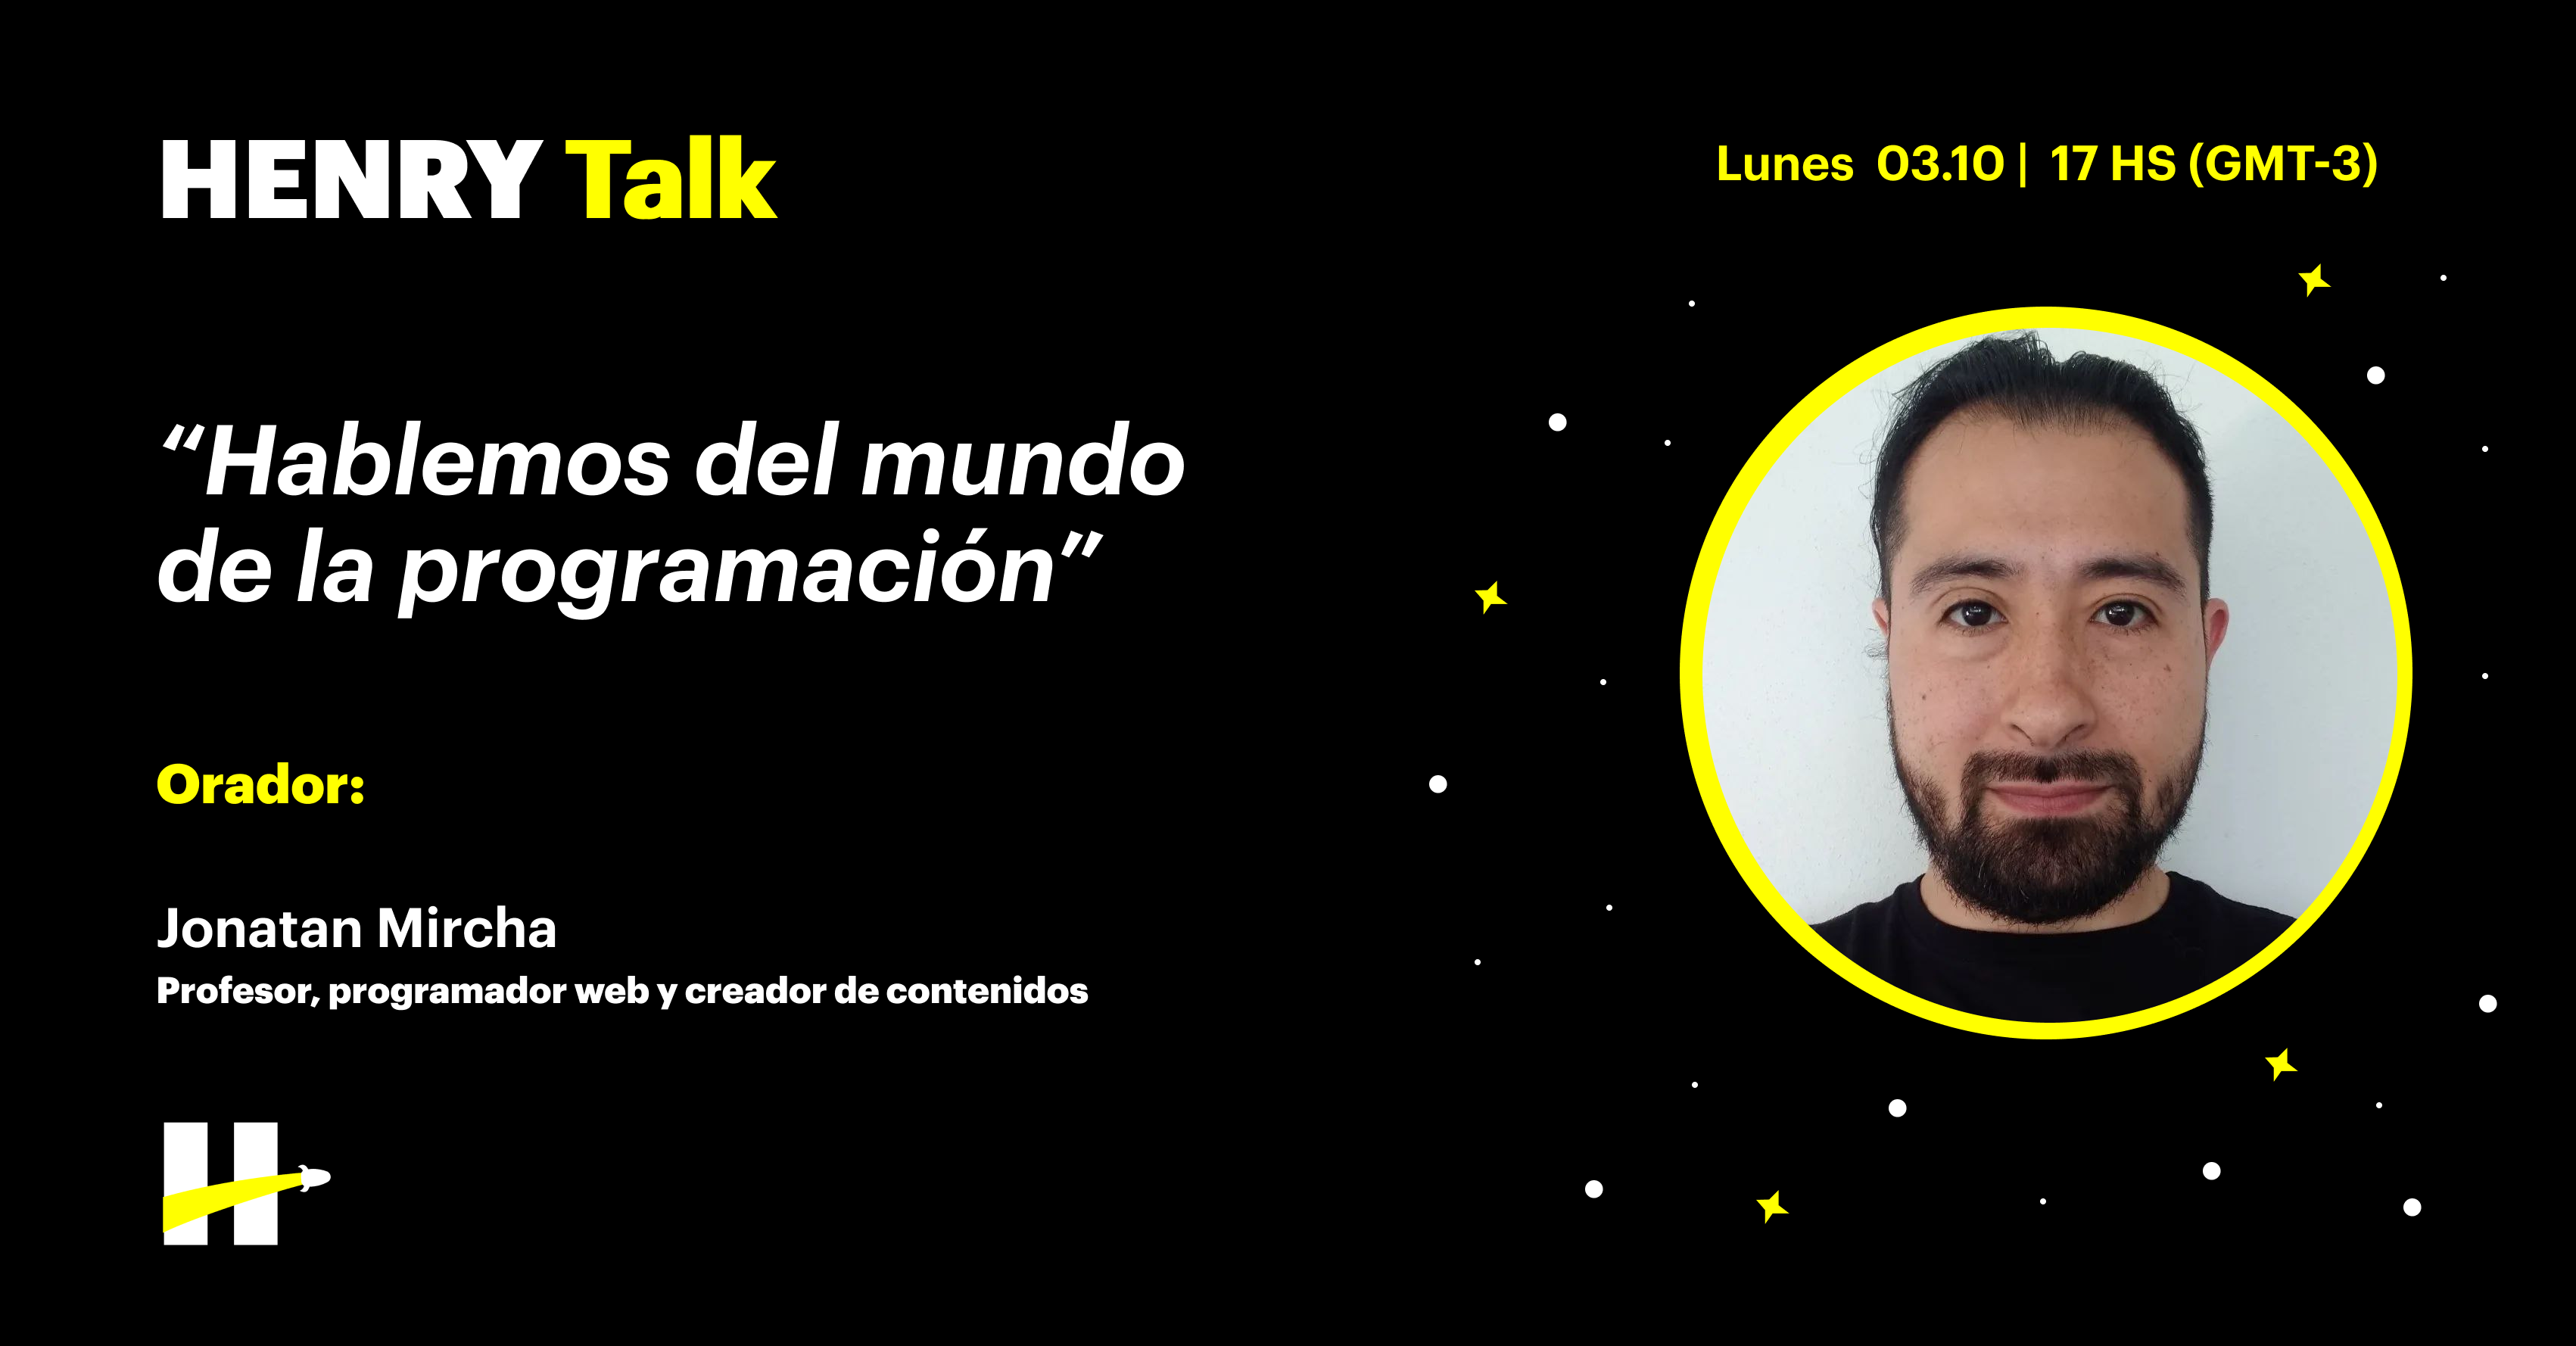 HENRY Talk
Lunes 03.10 | 17 HS (GMT-3)
“Hablemos del mundo
de la programación”
Orador:
Jonatan Mircha
Profesor, programador web y creador de contenidos
H